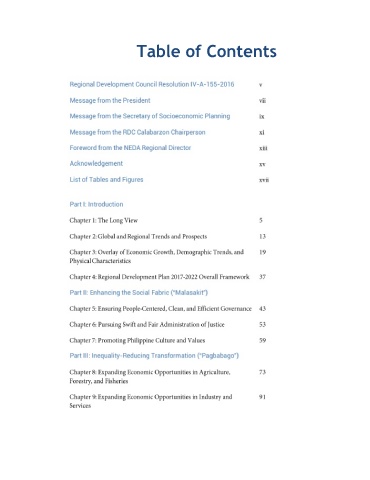 Table of Contents
Regional Development Council Resolution IV-A-155-2016 v
Message from the President vii
Message from the Secretary of Socioeconomic Planning ix
Message from the RDC Calabarzon Chairperson xi
Foreword from the NEDA Regional Director xiii
Acknowledgement xv
List of Tables and Figures xvii
Part I: Introduction
Chapter 1: The Long View 5
Chapter 2: Global and Regional Trends and Prospects 13
Chapter 3: Overlay of Economic Growth, Demographic Trends, and 19
Physical Characteristics
Chapter 4: Regional Development Plan 2017-2022 Overall Framework 37
Part II: Enhancing the Social Fabric ("Malasakit")
Chapter 5: Ensuring People-Centered, Clean, and Efficient Governance 43
Chapter 6: Pursuing Swift and Fair Administration of Justice 53
Chapter 7: Promoting Philippine Culture and Values 59
Part III: Inequality-Reducing Transformation ("Pagbabago")
Chapter 8: Expanding Economic Opportunities in Agriculture, 73
Forestry, and Fisheries
Chapter 9: Expanding Economic Opportunities in Industry and 91
Services